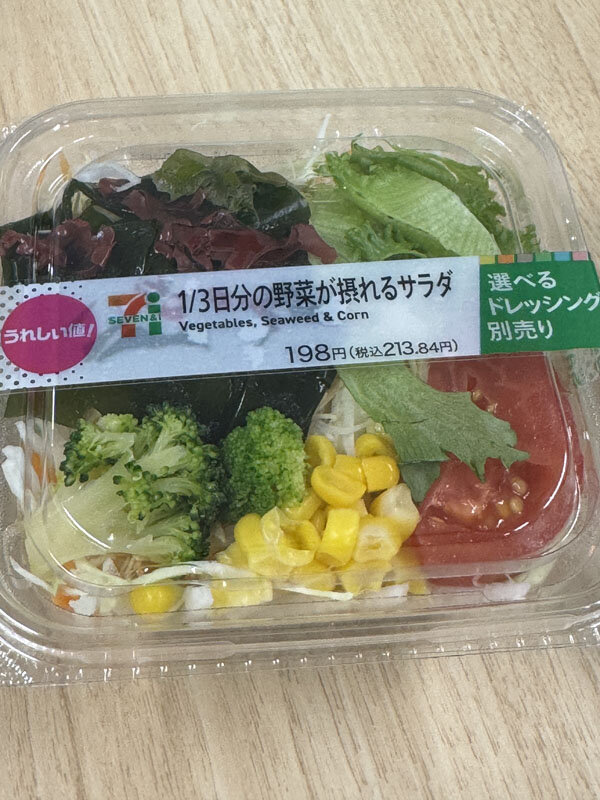 うれしい値!
SEVEN&i
1/3日分の野菜が摂れるサラダ
Vegetables, Seaweed & Corn
198円(税込213.84円)
選べる
ドレッシング
別売り